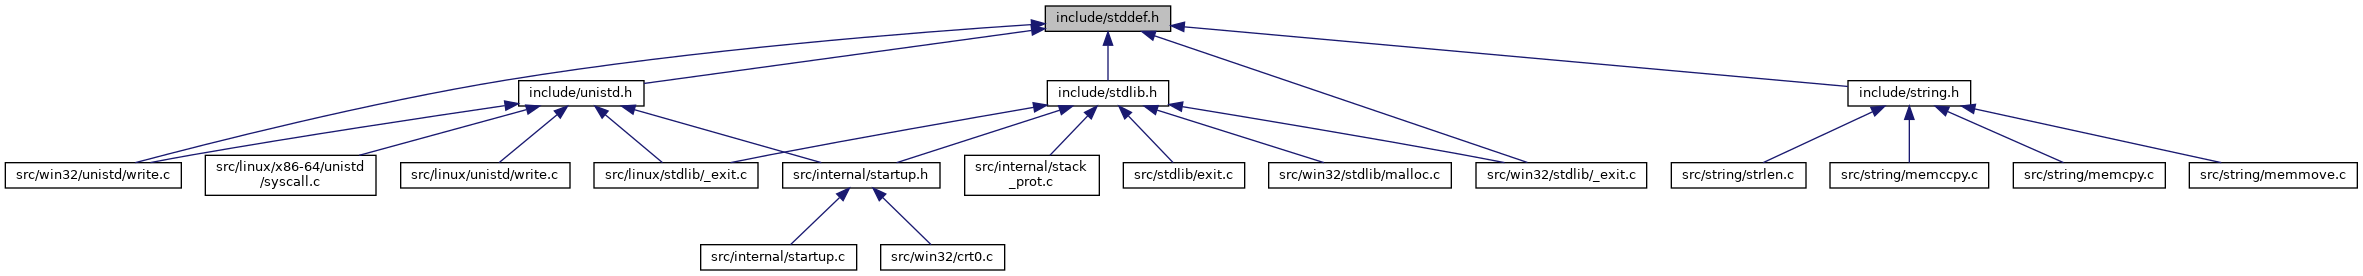 include/stddef.h
include/unistd.h
include/stdlib.h
include/string.h
src/win32/unistd/write.c
src/linux/x86-64/unistd
/syscall.c
src/linux/unistd/write.c
src/linux/stdlib/_exit.c
src/internal/startup.h
src/internal/stack
_prot.c
src/stdlib/exit.c
src/win32/stdlib/malloc.c
src/win32/stdlib/_exit.c
src/string/strlen.c
src/string/memccpy.c
src/string/memcpy.c
src/string/memmove.c
src/internal/startup.c
src/win32/crt0.c